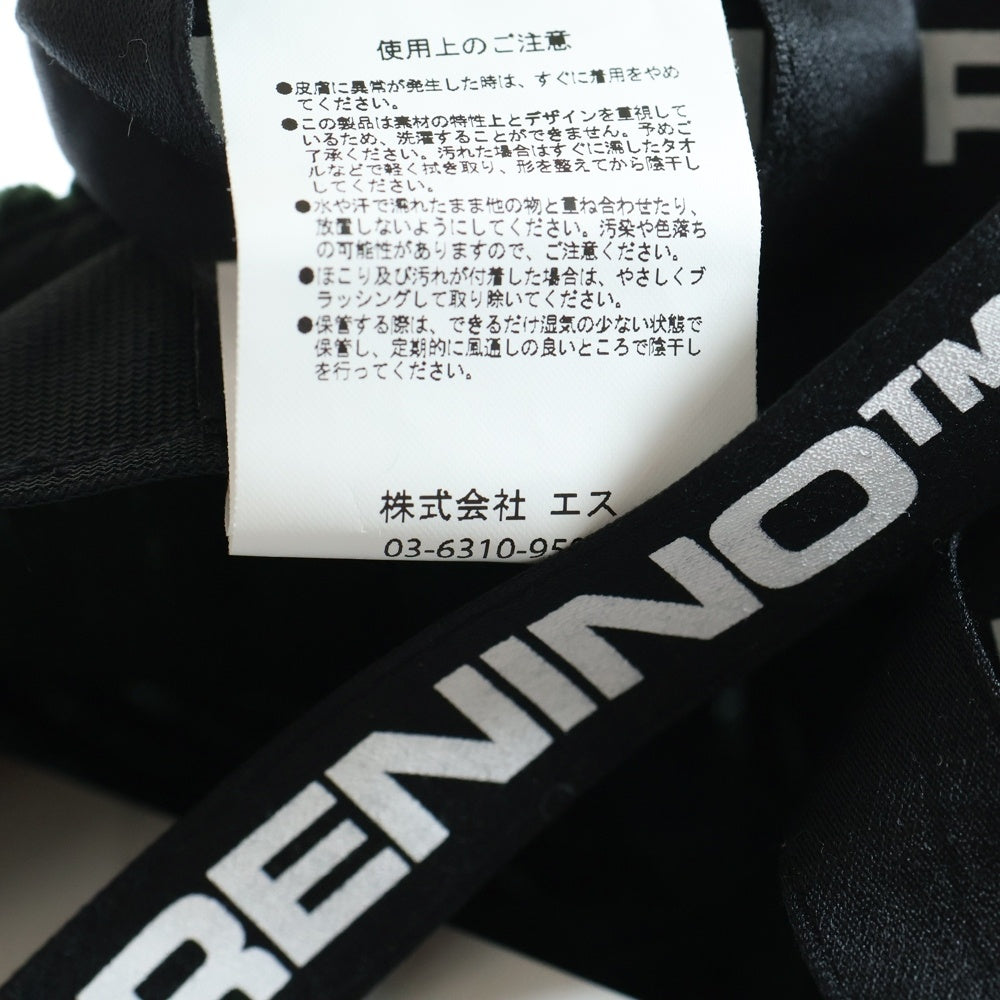 使用上のご注意
●皮膚に異常が発生した時は、すぐに着用をやめ
てください。
●この製品は素材の特性上とデザインを重視して
いるため、洗濯することができません。予めご
了承ください。汚れた場合はすぐに濡したタオ
ルなどで軽く拭き取り、形を整えてから陰干し
してください。
●水や汗で濡れたまま他の物と重ね合わせたり、
放置しないようにしてください。汚染や色落ち
の可能性がありますので、ご注意ください。
●ほこり及び汚れが付着した場合は、やさしくブ
ラッシングして取り除いてください。
●保管する際は、できるだけ湿気の少ない状態で
保管し、定期的に風通しの良いところで陰干し
を行ってください。
株式会社 エス
03-6310-95
RENINO™